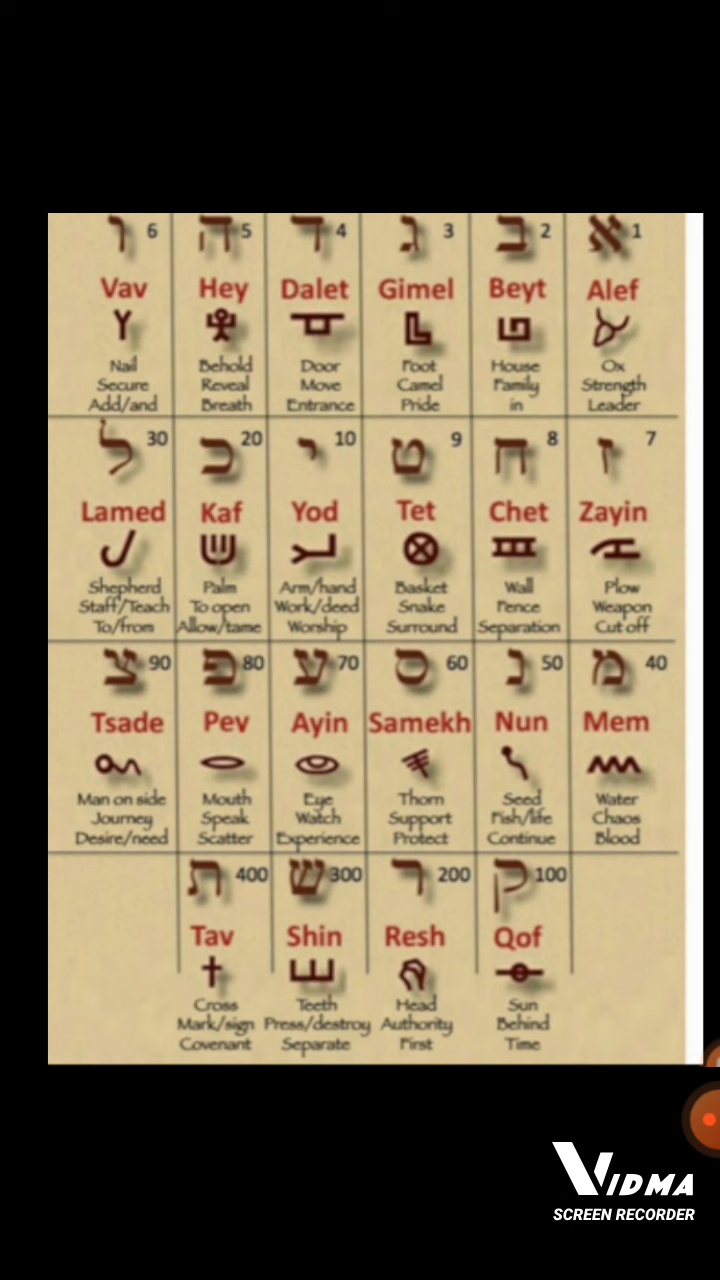 ו 6 ה 5 ד 4 ג 3 ב 2 א 1
Vav Hey Dalet Gimel Beyt Alef
Nail Behold Door Foot House Ox
Secure Reveal Move Camel Family Strength
Add/and Breath Entrance Pride in Leader
ל 30 כ 20 י 10 ט 9 ח 8 ז 7
Lamed Kaf Yod Tet Chet Zayin
Shepherd Palm Arm/hand Basket Wall Plow
Staff/Teach To open Work/deed Snake Fence Weapon
To/from Allow/tame Worship Surround Separation Cut off
צ 90 פ 80 ע 70 ס 60 נ 50 מ 40
Tsade Pev Ayin Samekh Nun Mem
Man on side Mouth Eye Thorn Seed Water
Journey Speak Watch Support Fish/life Chaos
Desire/need Scatter Experience Protect Continue Blood
ת 400 ש 300 ר 200 ק 100
Tav Shin Resh Qof
Cross Teeth Head Sun
Mark/sign Press/destroy Authority Behind
Covenant Separate First Time
VIDMA
SCREEN RECORDER